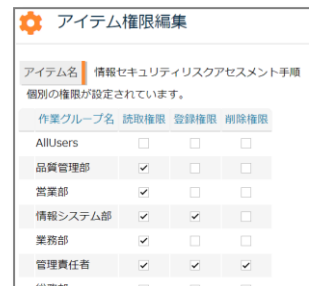 アイテム権限編集
アイテム名 情報セキュリティリスクアセスメント手順
個別の権限が設定されています。
作業グループ名 読取権限 登録権限 削除権限
AllUsers
品質管理部
営業部
情報システム部
業務部
管理責任者